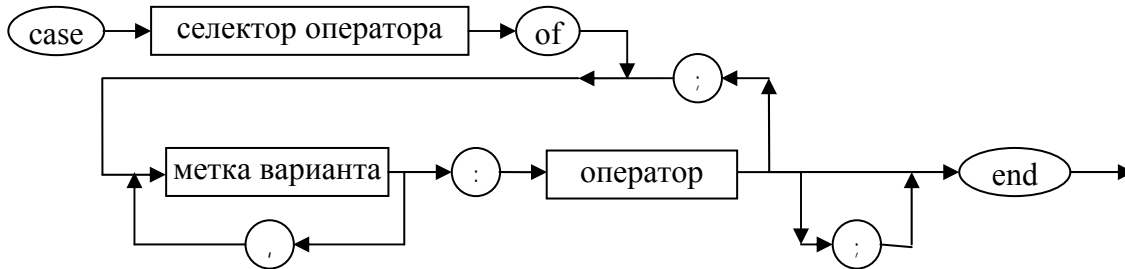 case селектор оператора of
;
метка варианта : оператор end
, ;